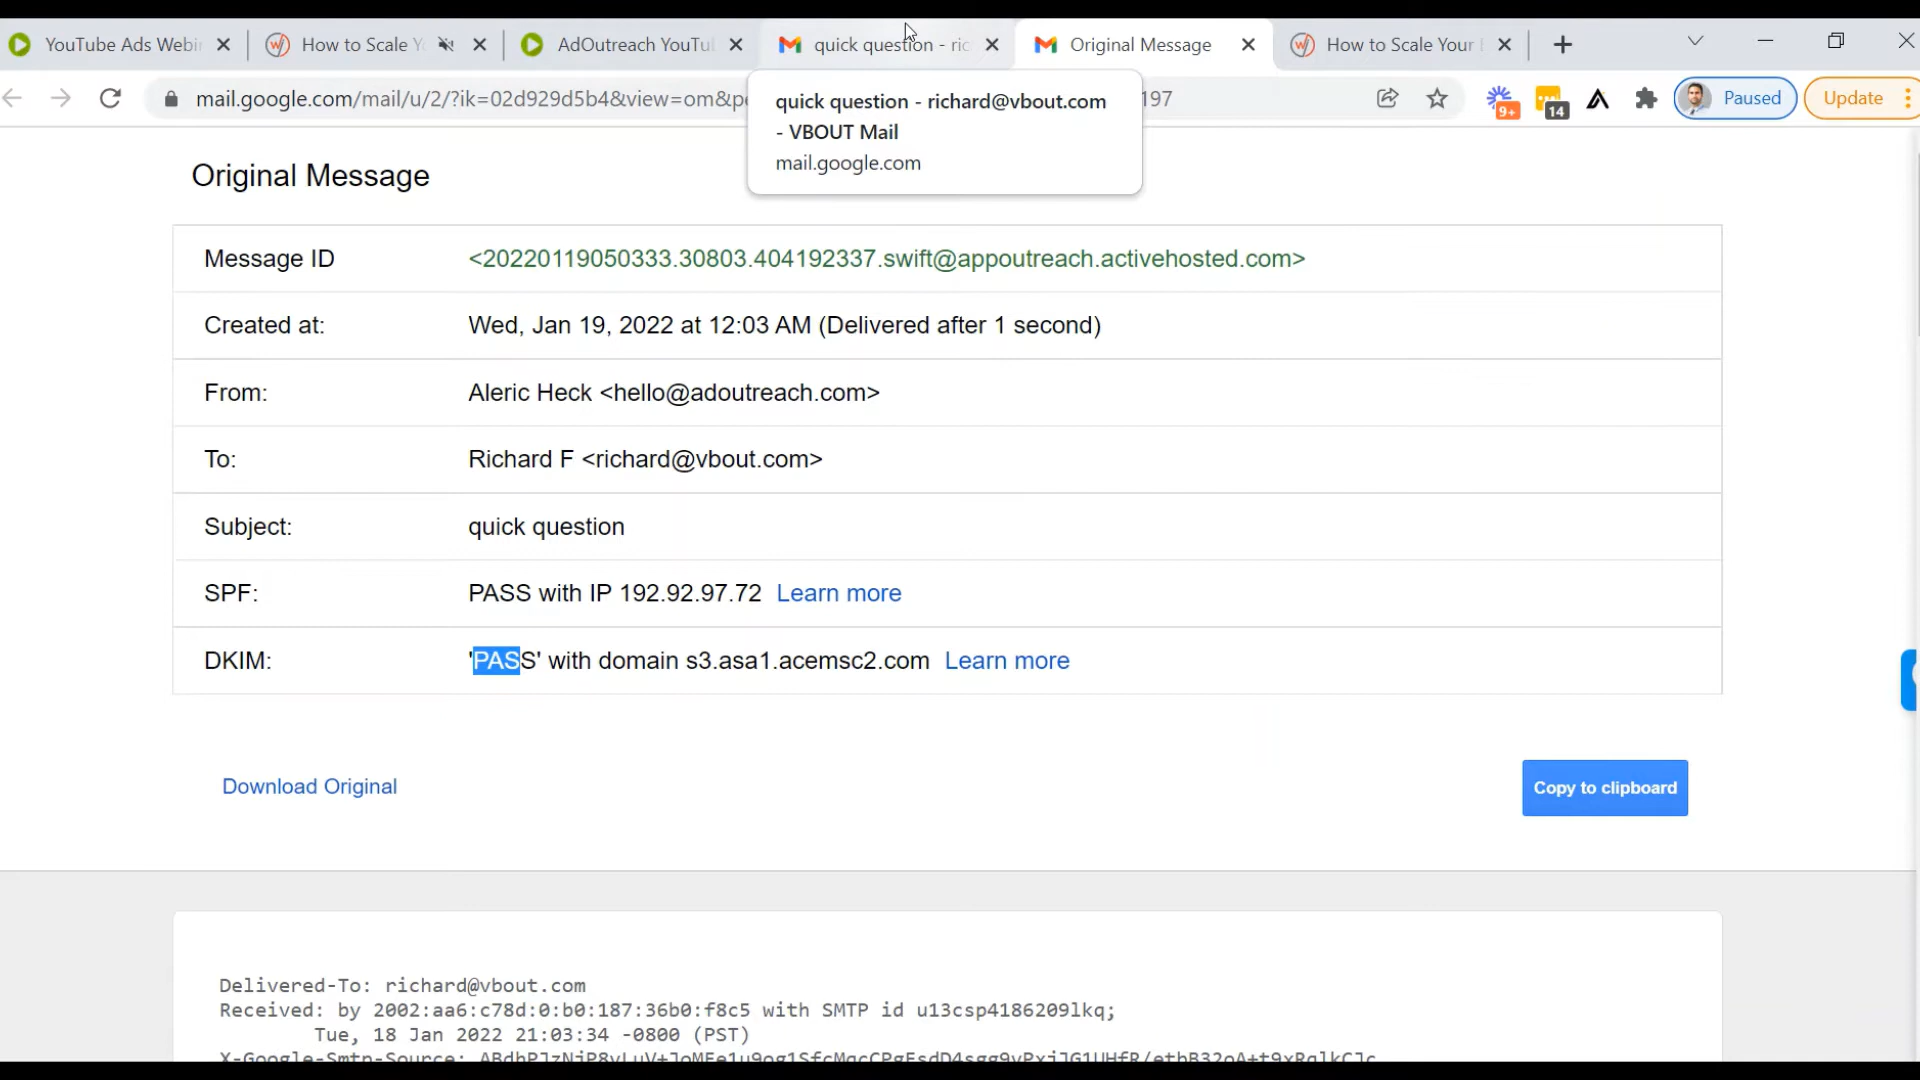 YouTube Ads Webi
How to Scale Y
AdOutreach YouTu
quick question - ric
Original Message
How to Scale Your
mail.google.com/mail/u/2/?ik=02d929d5b4&view=om&pe
197
9+
14
Paused
Update
quick question - richard@vbout.com
- VBOUT Mail
mail.google.com
Original Message
Message ID <20220119050333.30803.404192337.swift@appoutreach.activehosted.com>
Created at: Wed, Jan 19, 2022 at 12:03 AM (Delivered after 1 second)
From: Aleric Heck <hello@adoutreach.com>
To: Richard F <richard@vbout.com>
Subject: quick question
SPF: PASS with IP 192.92.97.72 Learn more
DKIM: 'PASS' with domain s3.asa1.acemsc2.com Learn more
Download Original
Copy to clipboard
Delivered-To: richard@vbout.com
Received: by 2002:aa6:c78d:0:b0:187:36b0:f8c5 with SMTP id u13csp4186209lkq;
Tue, 18 Jan 2022 21:03:34 -0800 (PST)
X-Google-Smtp-Source: